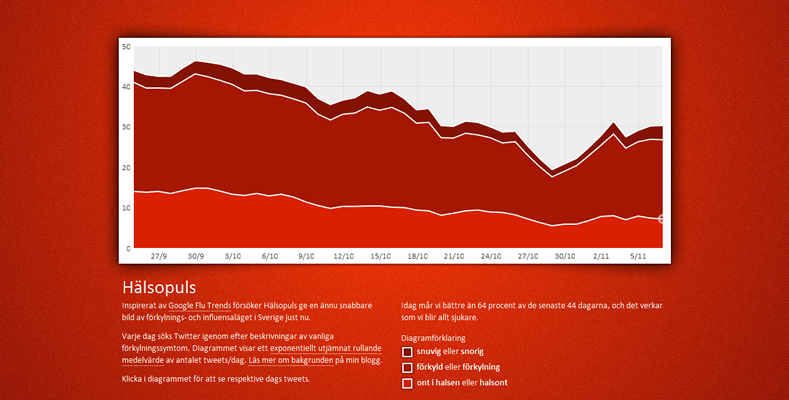 50
40
30
20
10
0
27/9 30/9 3/10 6/10 9/10 12/10 15/10 18/10 21/10 24/10 27/10 30/10 2/11 5/11
Hälsopuls
Inspirerat av Google Flu Trends försöker Hälsopuls ge en ännu snabbare
bild av förkylnings- och influensaläget i Sverige just nu.
Varje dag söks Twitter igenom efter beskrivningar av vanliga
förkylningssymtom. Diagrammet visar ett exponentiellt utjämnat rullande
medelvärde av antalet tweets/dag. Läs mer om bakgrunden på min blogg.
Klicka i diagrammet för att se respektive dags tweets.
Idag mår vi bättre än 64 procent av de senaste 44 dagarna, och det verkar
som vi blir allt sjukare.
Diagramförklaring
snuvig eller snorig
förkyld eller förkylning
ont i halsen eller halsont